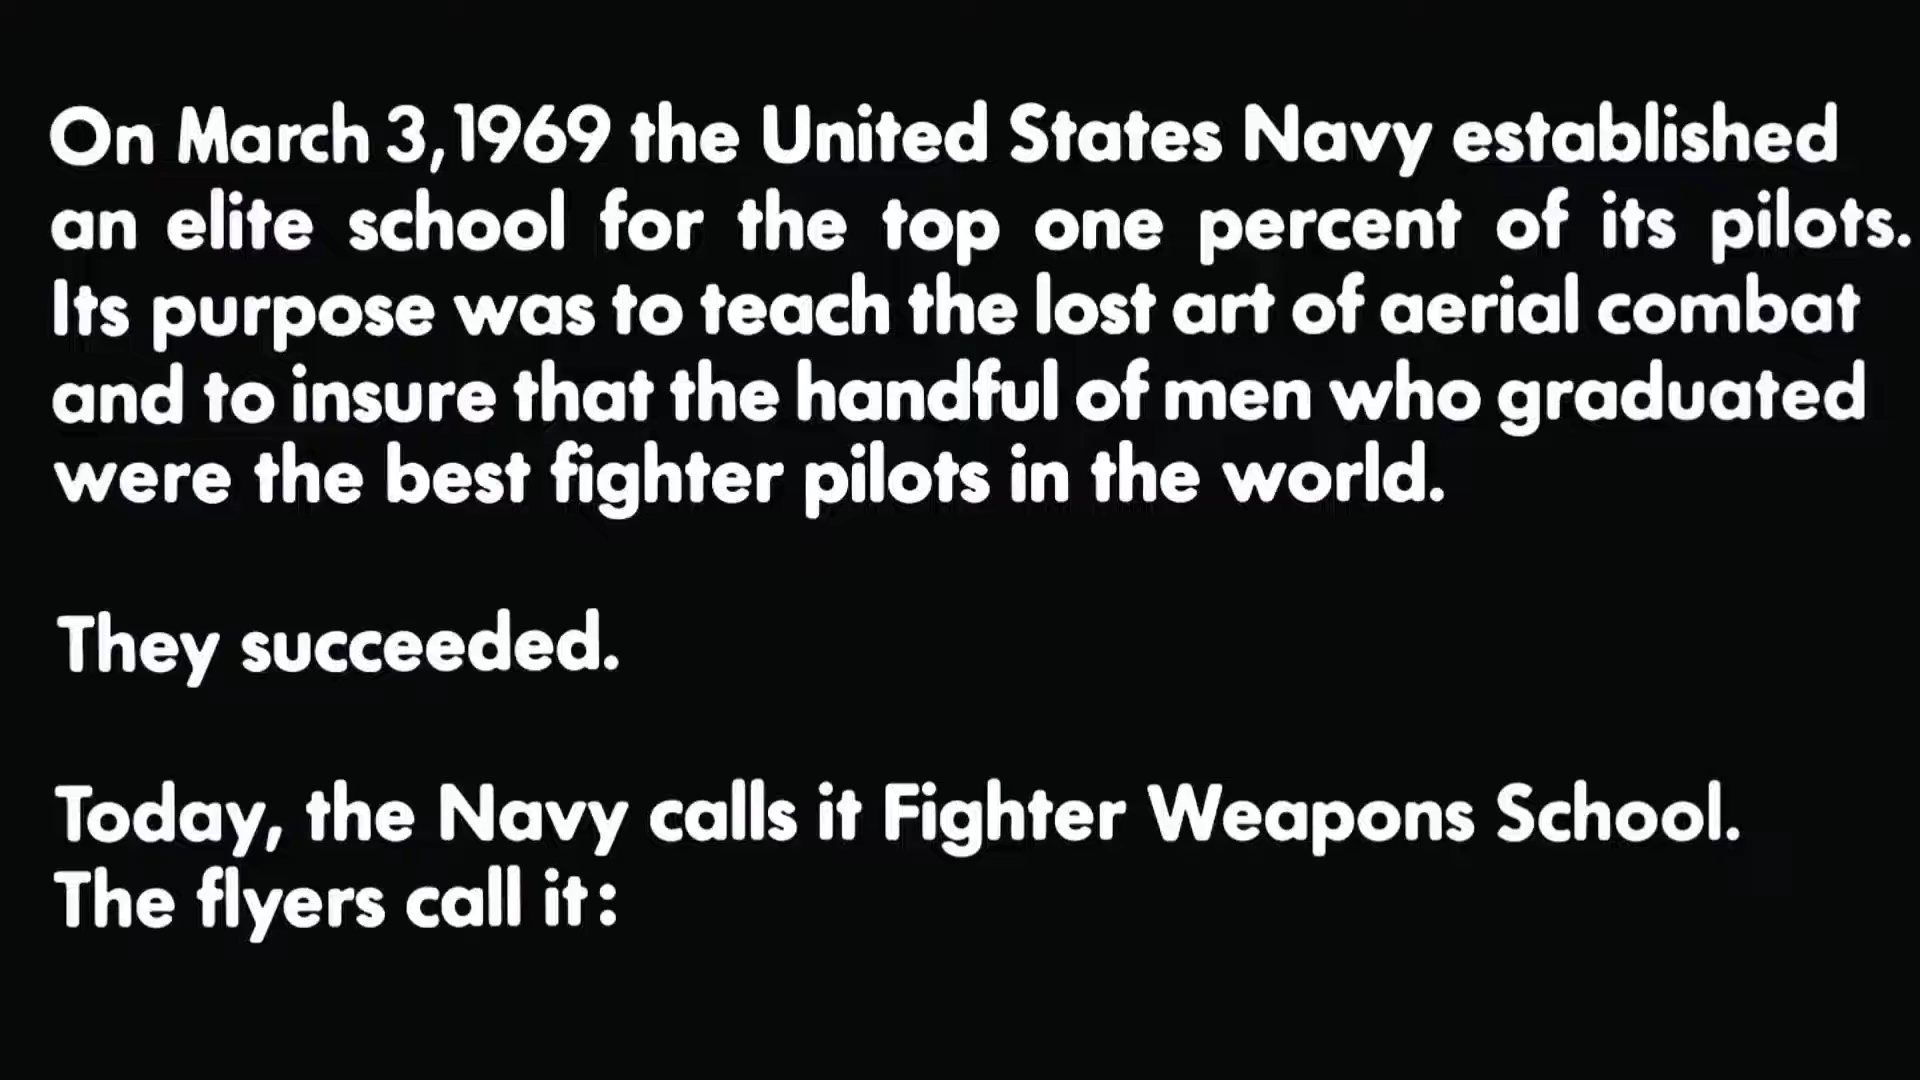 On March 3, 1969 the United States Navy established
an elite school for the top one percent of its pilots.
Its purpose was to teach the lost art of aerial combat
and to insure that the handful of men who graduated
were the best fighter pilots in the world.
They succeeded.
Today, the Navy calls it Fighter Weapons School.
The flyers call it: